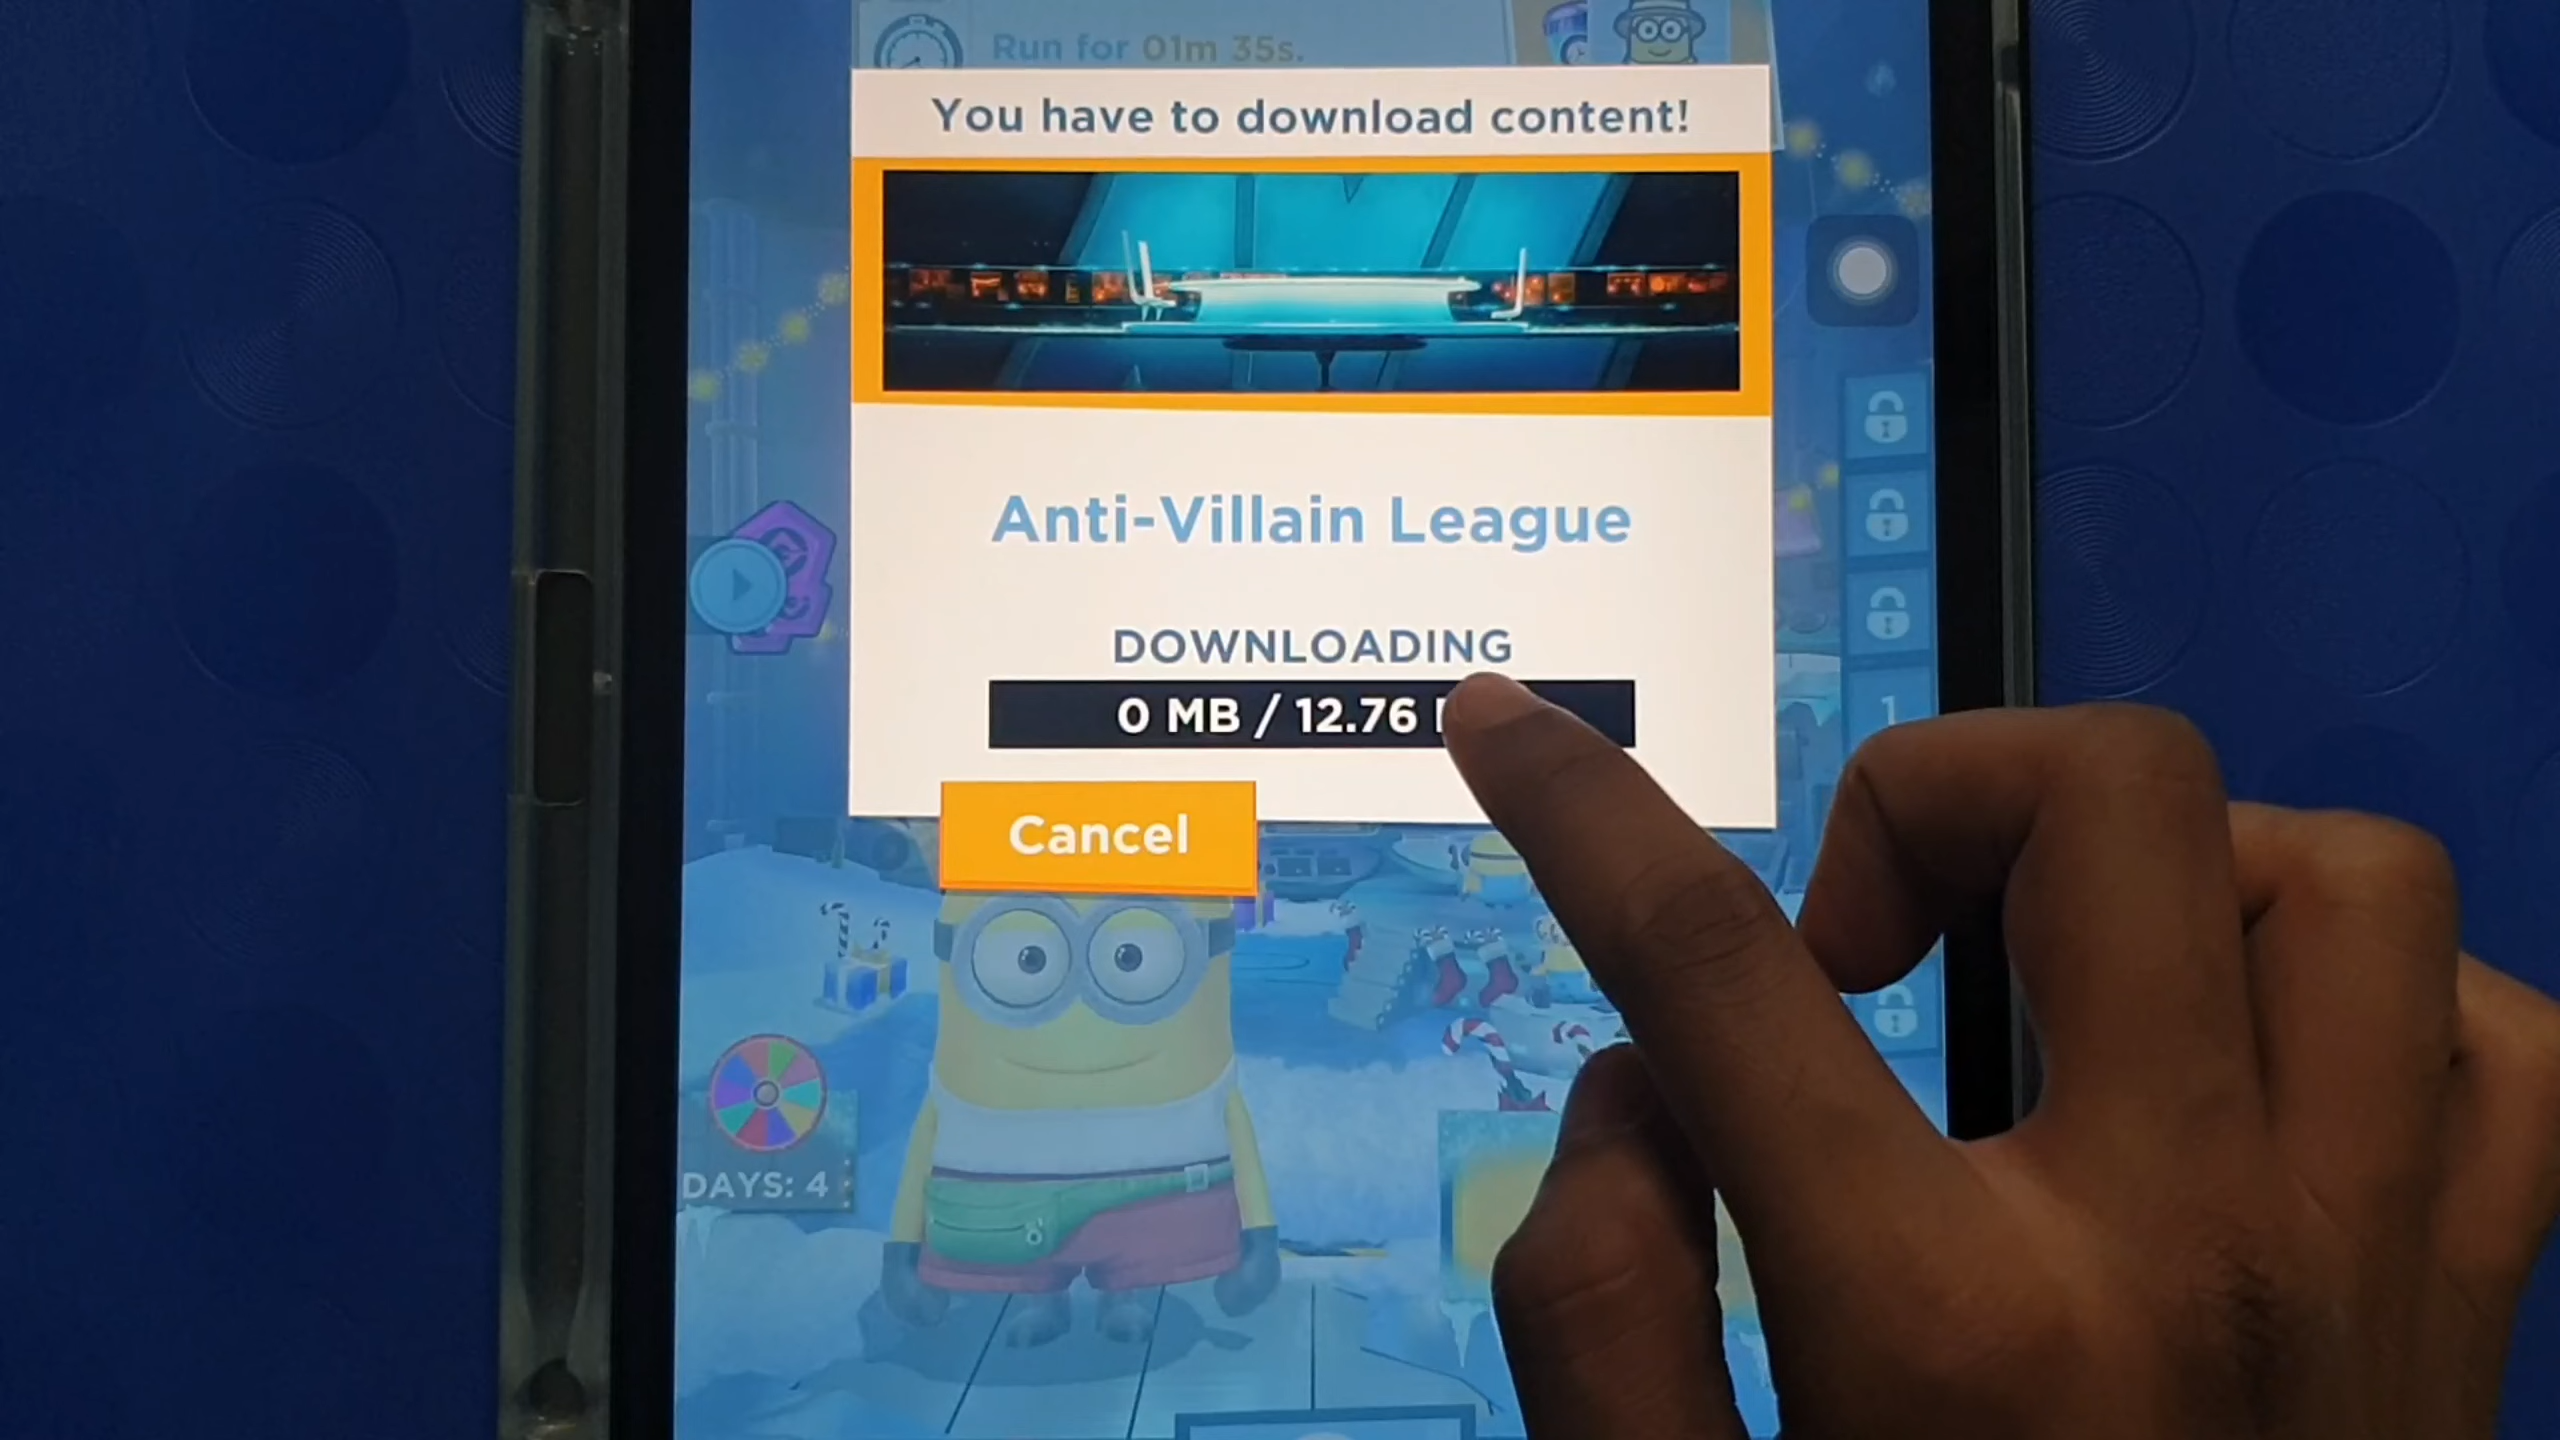 Run for 01m 35s.
You have to download content!
Anti-Villain League
DOWNLOADING
0 MB / 12.76
Cancel
1
DAYS: 4